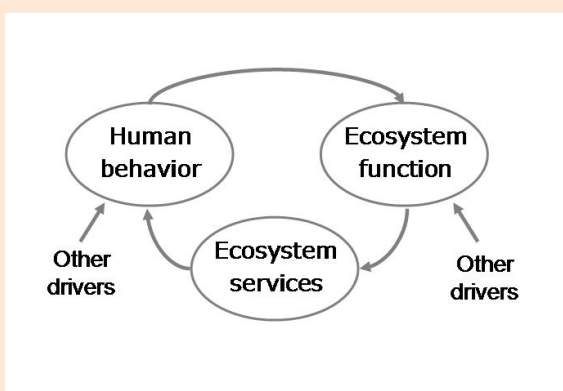 Human
behavior
Ecosystem
function
Ecosystem
services
Other
drivers
Other
drivers